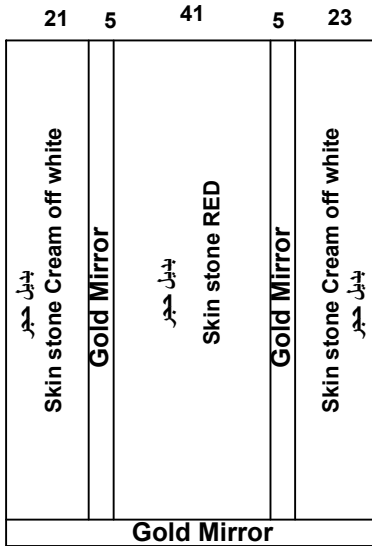 21 5 41 5 23
بديل حجر
Skin stone Cream off white
Gold Mirror
بديل حجر
Skin stone RED
Gold Mirror
Skin stone Cream off white
بديل حجر
Gold Mirror